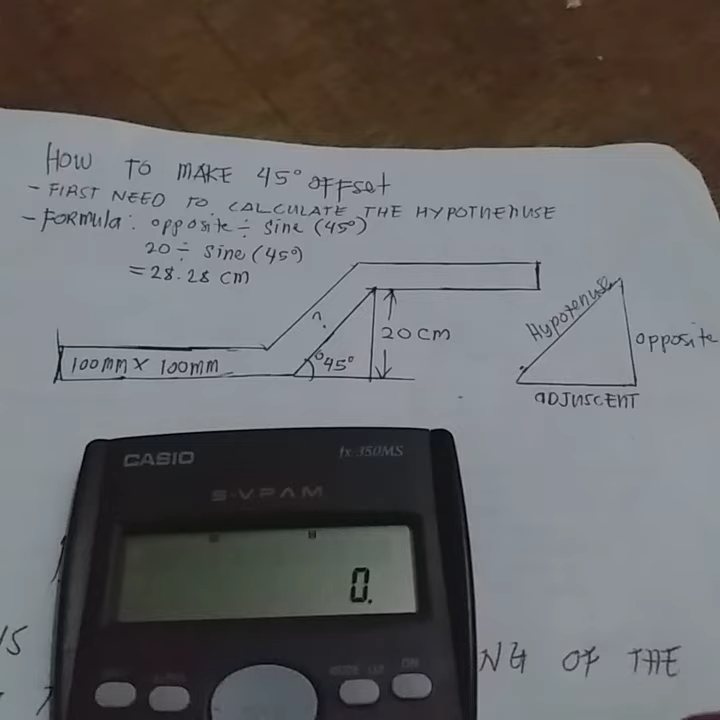 HOW TO MAKE 45° OFFSET
- FIRST NEED TO CALCULATE THE HYPOTHENUSE
- FORMULA: opposite ÷ sine (45°)
20 ÷ sine (45°)
= 28.28 cm
?
20 cm
45°
100mm X 100mm
Hypotenuse
opposite
ADJUSCENT
CASIO
fx-350MS
S-V.P.A.M
0.
ON
NG OF THE